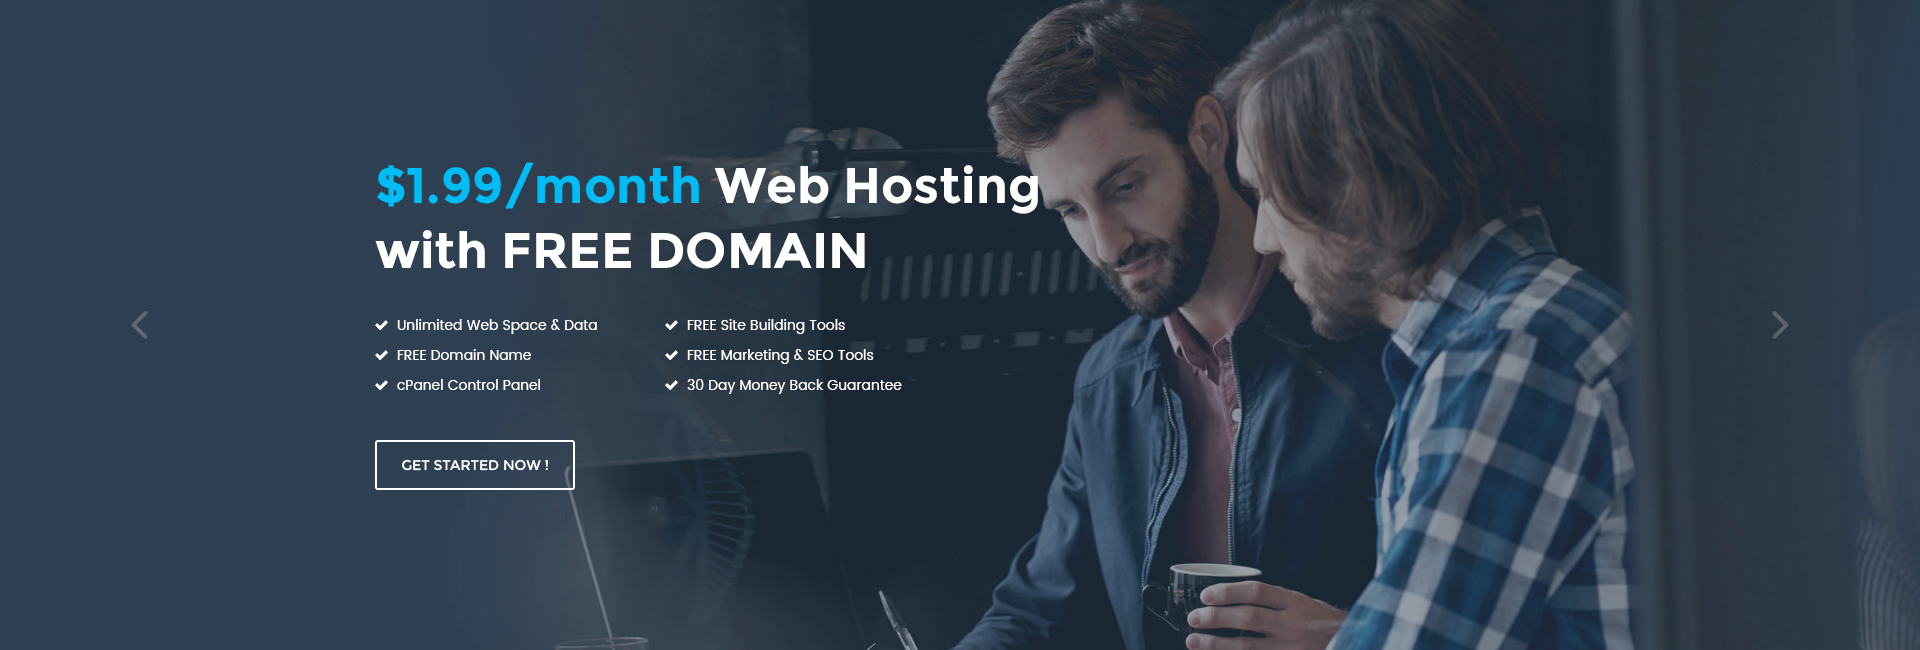 $1.99/month Web Hosting
with FREE DOMAIN
Unlimited Web Space & Data
FREE Domain Name
cPanel Control Panel
FREE Site Building Tools
FREE Marketing & SEO Tools
30 Day Money Back Guarantee
GET STARTED NOW !